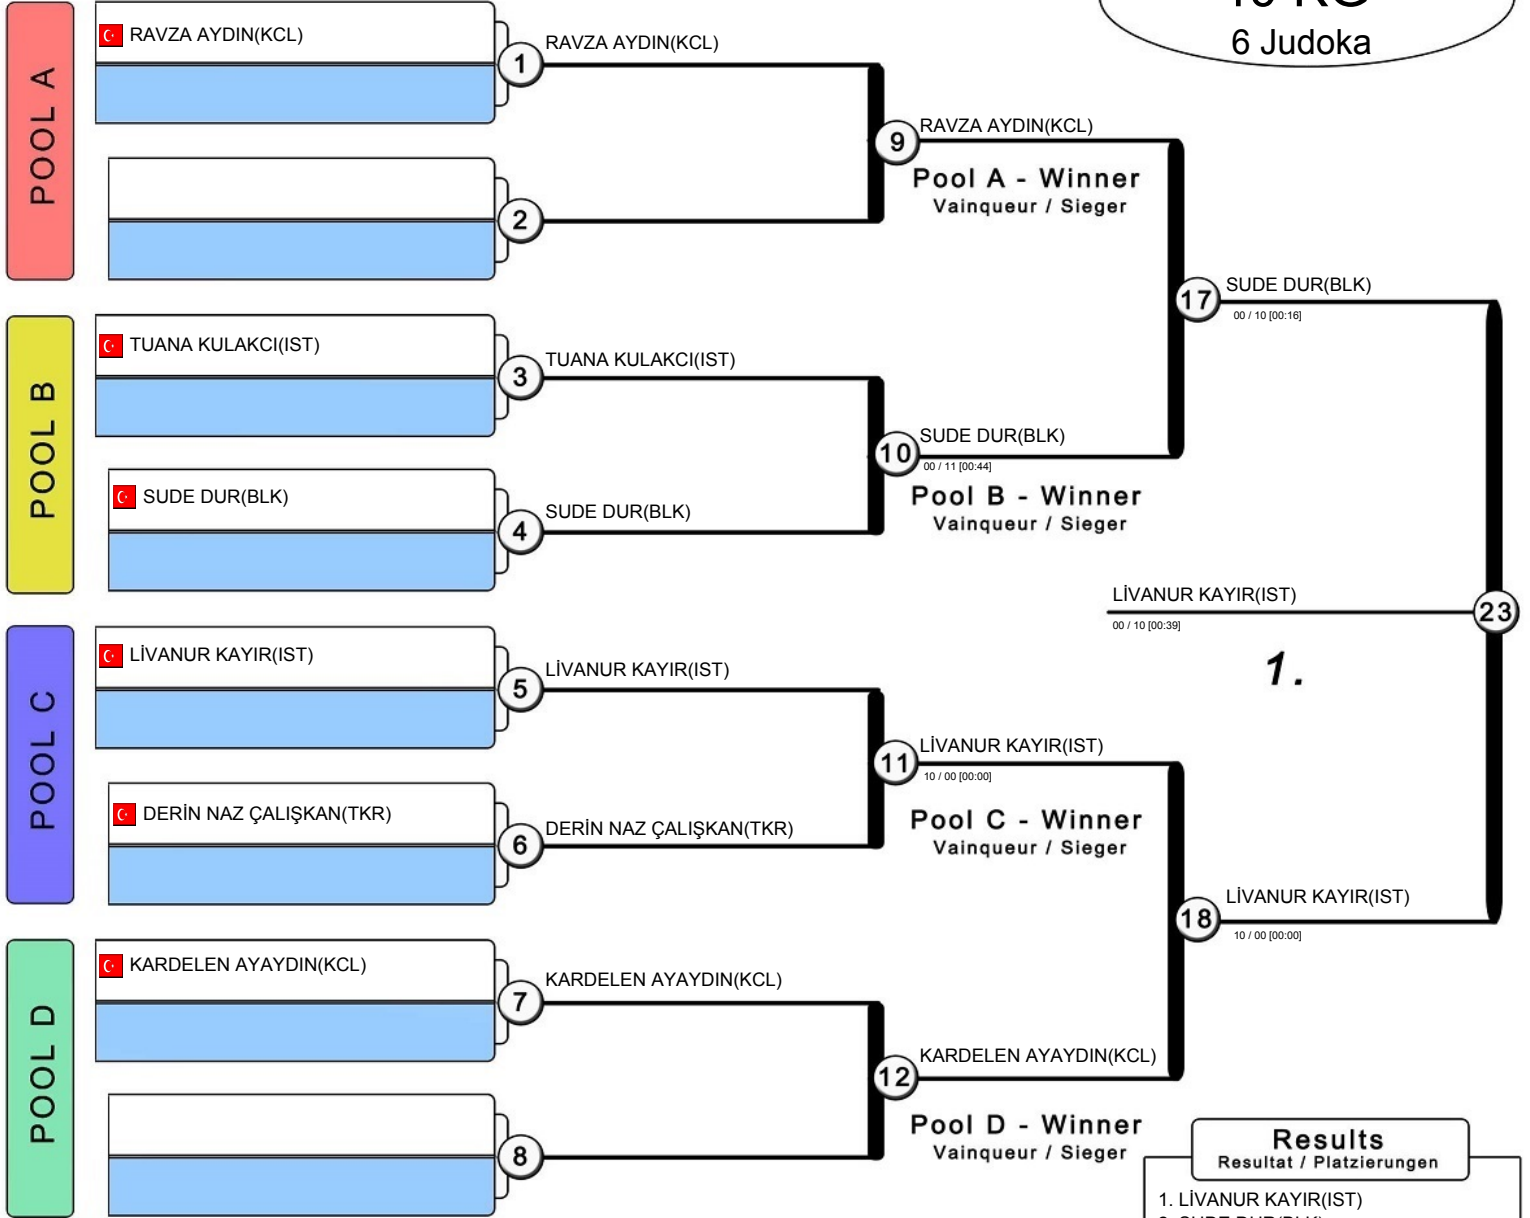 6 Judoka
POOL A
RAVZA AYDIN(KCL)
1
RAVZA AYDIN(KCL)
2
9
RAVZA AYDIN(KCL)
Pool A - Winner
Vainqueur / Sieger
POOL B
TUANA KULAKCI(IST)
3
TUANA KULAKCI(IST)
SUDE DUR(BLK)
4
SUDE DUR(BLK)
10
SUDE DUR(BLK)
00 / 11 [00:44]
Pool B - Winner
Vainqueur / Sieger
17
SUDE DUR(BLK)
00 / 10 [00:16]
LİVANUR KAYIR(IST)
00 / 10 [00:39]
23
1.
POOL C
LİVANUR KAYIR(IST)
5
LİVANUR KAYIR(IST)
DERİN NAZ ÇALIŞKAN(TKR)
6
DERİN NAZ ÇALIŞKAN(TKR)
11
LİVANUR KAYIR(IST)
10 / 00 [00:00]
Pool C - Winner
Vainqueur / Sieger
18
LİVANUR KAYIR(IST)
10 / 00 [00:00]
POOL D
KARDELEN AYAYDIN(KCL)
7
KARDELEN AYAYDIN(KCL)
8
12
KARDELEN AYAYDIN(KCL)
Pool D - Winner
Vainqueur / Sieger
Results
Resultat / Platzierungen
1. LİVANUR KAYIR(IST)